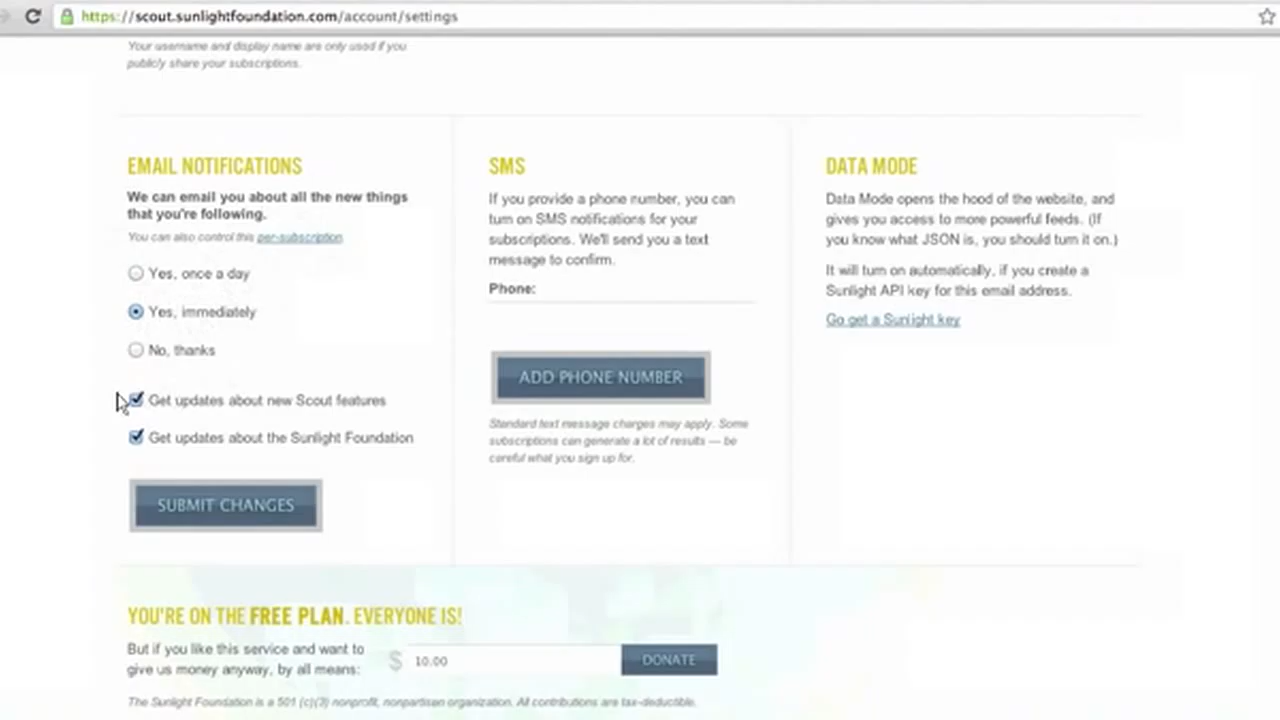 https://scout.sunlightfoundation.com/account/settings
Your username and display name are only used if you
publicly share your subscriptions.
EMAIL NOTIFICATIONS
We can email you about all the new things
that you're following.
You can also control this per-subscription.
Yes, once a day
Yes, immediately
No, thanks
Get updates about new Scout features
Get updates about the Sunlight Foundation
SUBMIT CHANGES
SMS
If you provide a phone number, you can
turn on SMS notifications for your
subscriptions. We'll send you a text
message to confirm.
Phone:
ADD PHONE NUMBER
Standard text message charges may apply. Some
subscriptions can generate a lot of results — be
careful what you sign up for.
DATA MODE
Data Mode opens the hood of the website, and
gives you access to more powerful feeds. (If
you know what JSON is, you should turn it on.)
It will turn on automatically, if you create a
Sunlight API key for this email address.
Go get a Sunlight key
YOU'RE ON THE FREE PLAN. EVERYONE IS!
But if you like this service and want to
give us money anyway, by all means:
$ 10.00
DONATE
The Sunlight Foundation is a 501 (c)(3) nonprofit, nonpartisan organization. All contributions are tax-deductible.